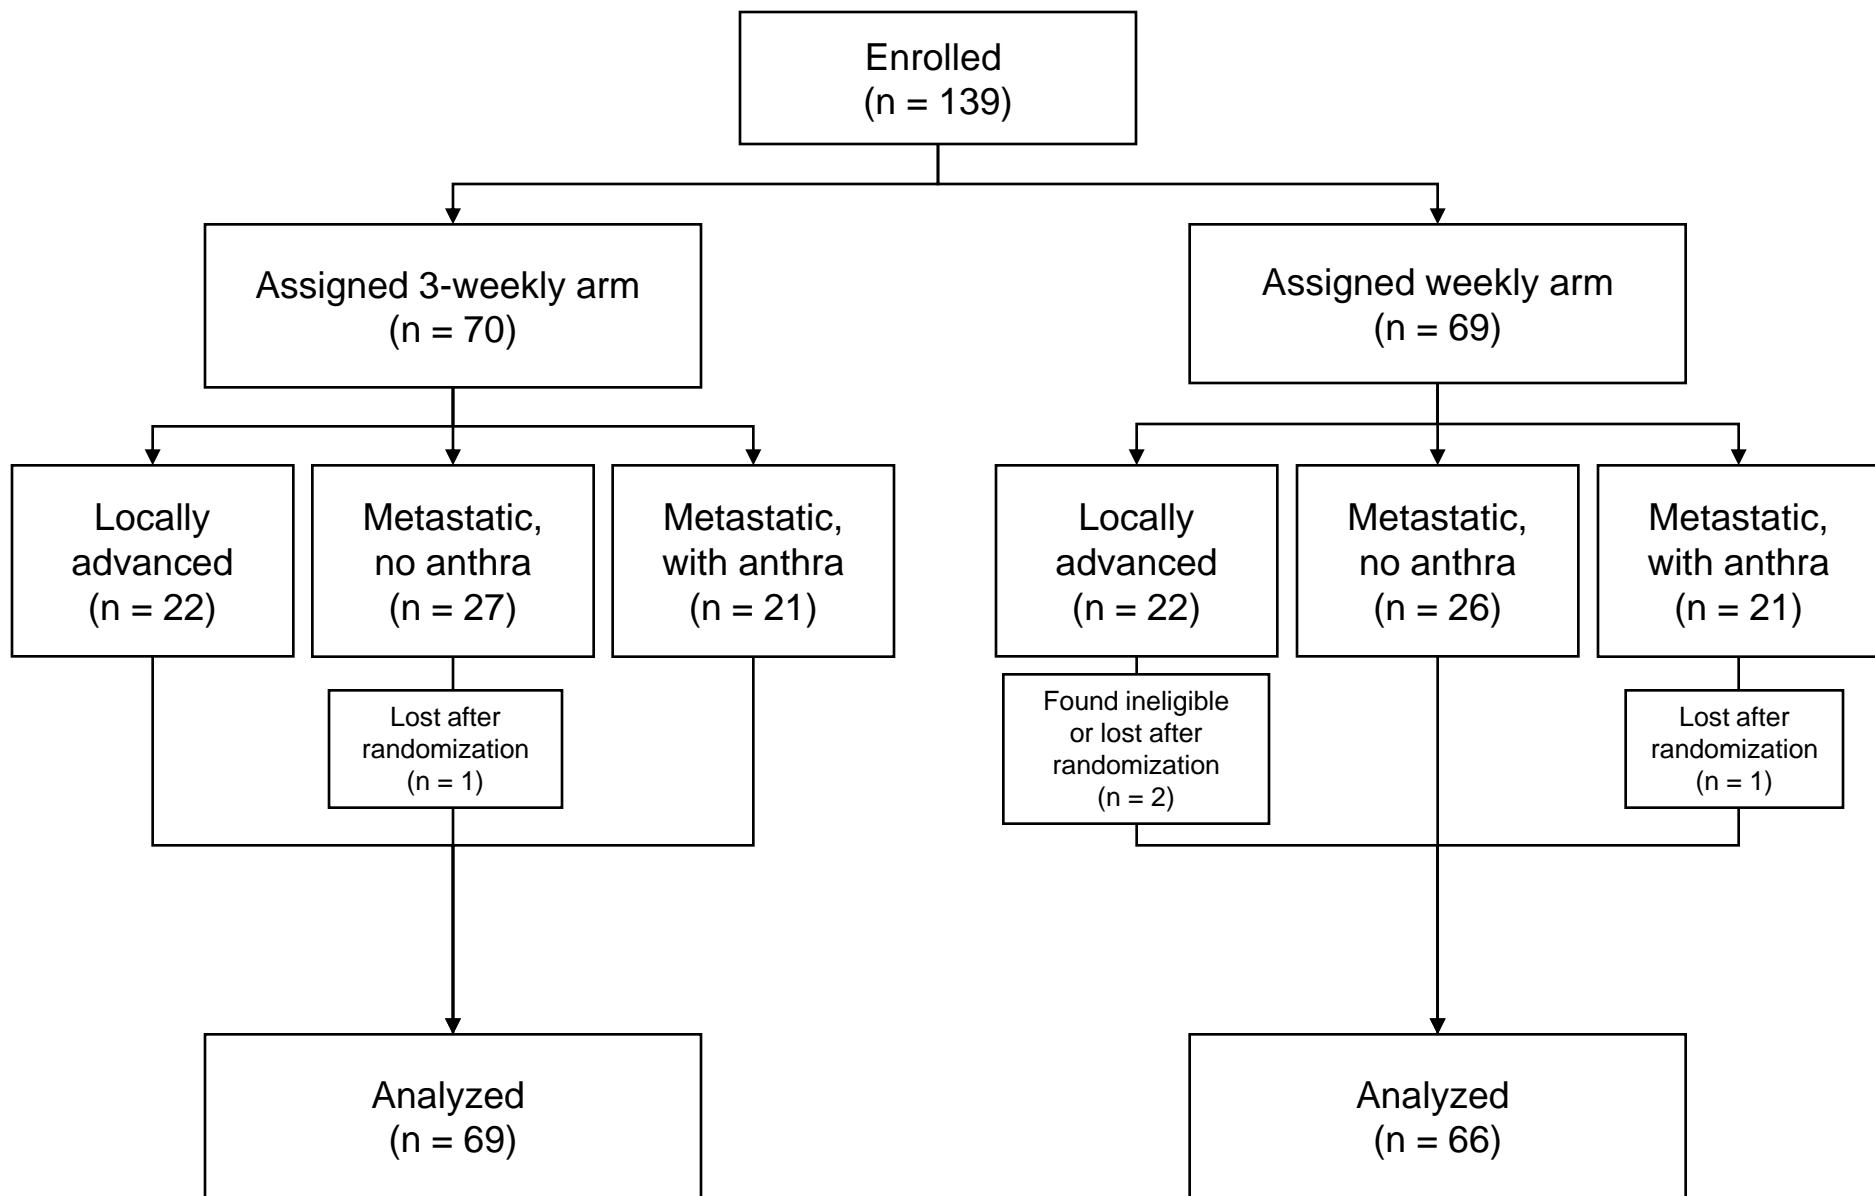 Enrolled
(n = 139)
Assigned 3-weekly arm
(n = 70)
Assigned weekly arm
(n = 69)
Locally
advanced
(n = 22)
Metastatic,
no anthra
(n = 27)
Metastatic,
with anthra
(n = 21)
Locally
advanced
(n = 22)
Metastatic,
no anthra
(n = 26)
Metastatic,
with anthra
(n = 21)
Lost after
randomization
(n = 1)
Found ineligible
or lost after
randomization
(n = 2)
Lost after
randomization
(n = 1)
Analyzed
(n = 69)
Analyzed
(n = 66)